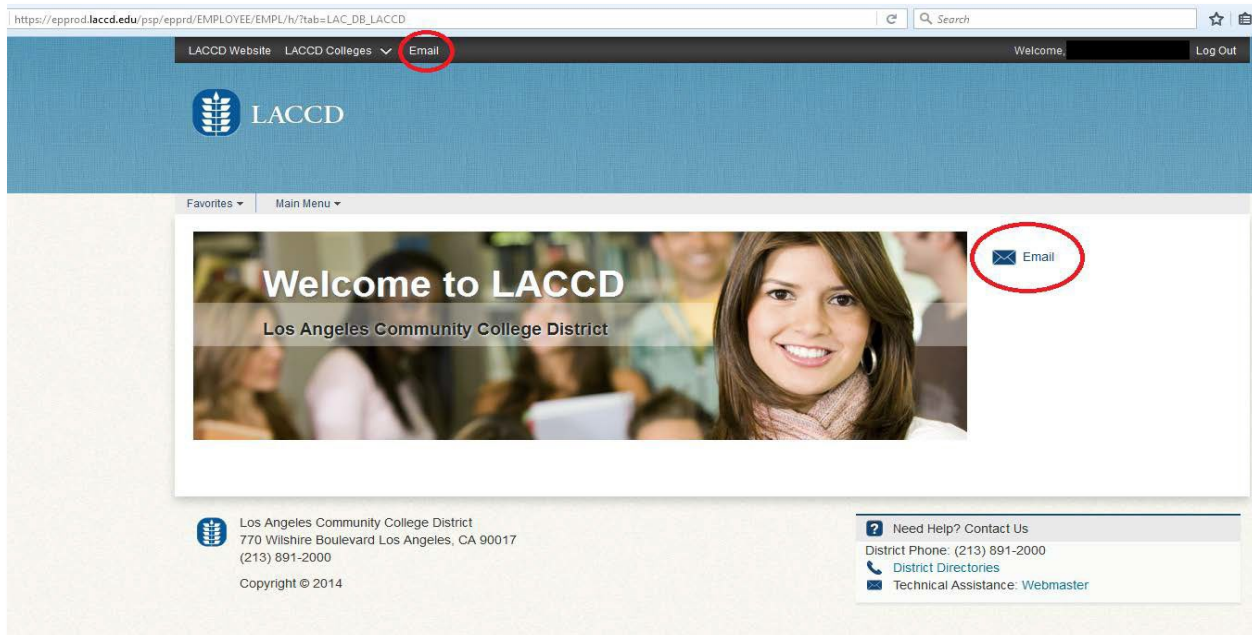 https://epprod.laccd.edu/psp/epprd/EMPLOYEE/EMPL/h/?tab=LAC_DB_LACCD
Search
LACCD Website LACCD Colleges Email Welcome, Log Out
LACCD
Favorites Main Menu
Welcome to LACCD
Los Angeles Community College District
Email
Los Angeles Community College District
770 Wilshire Boulevard Los Angeles, CA 90017
(213) 891-2000
Copyright © 2014
Need Help? Contact Us
District Phone: (213) 891-2000
District Directories
Technical Assistance: Webmaster